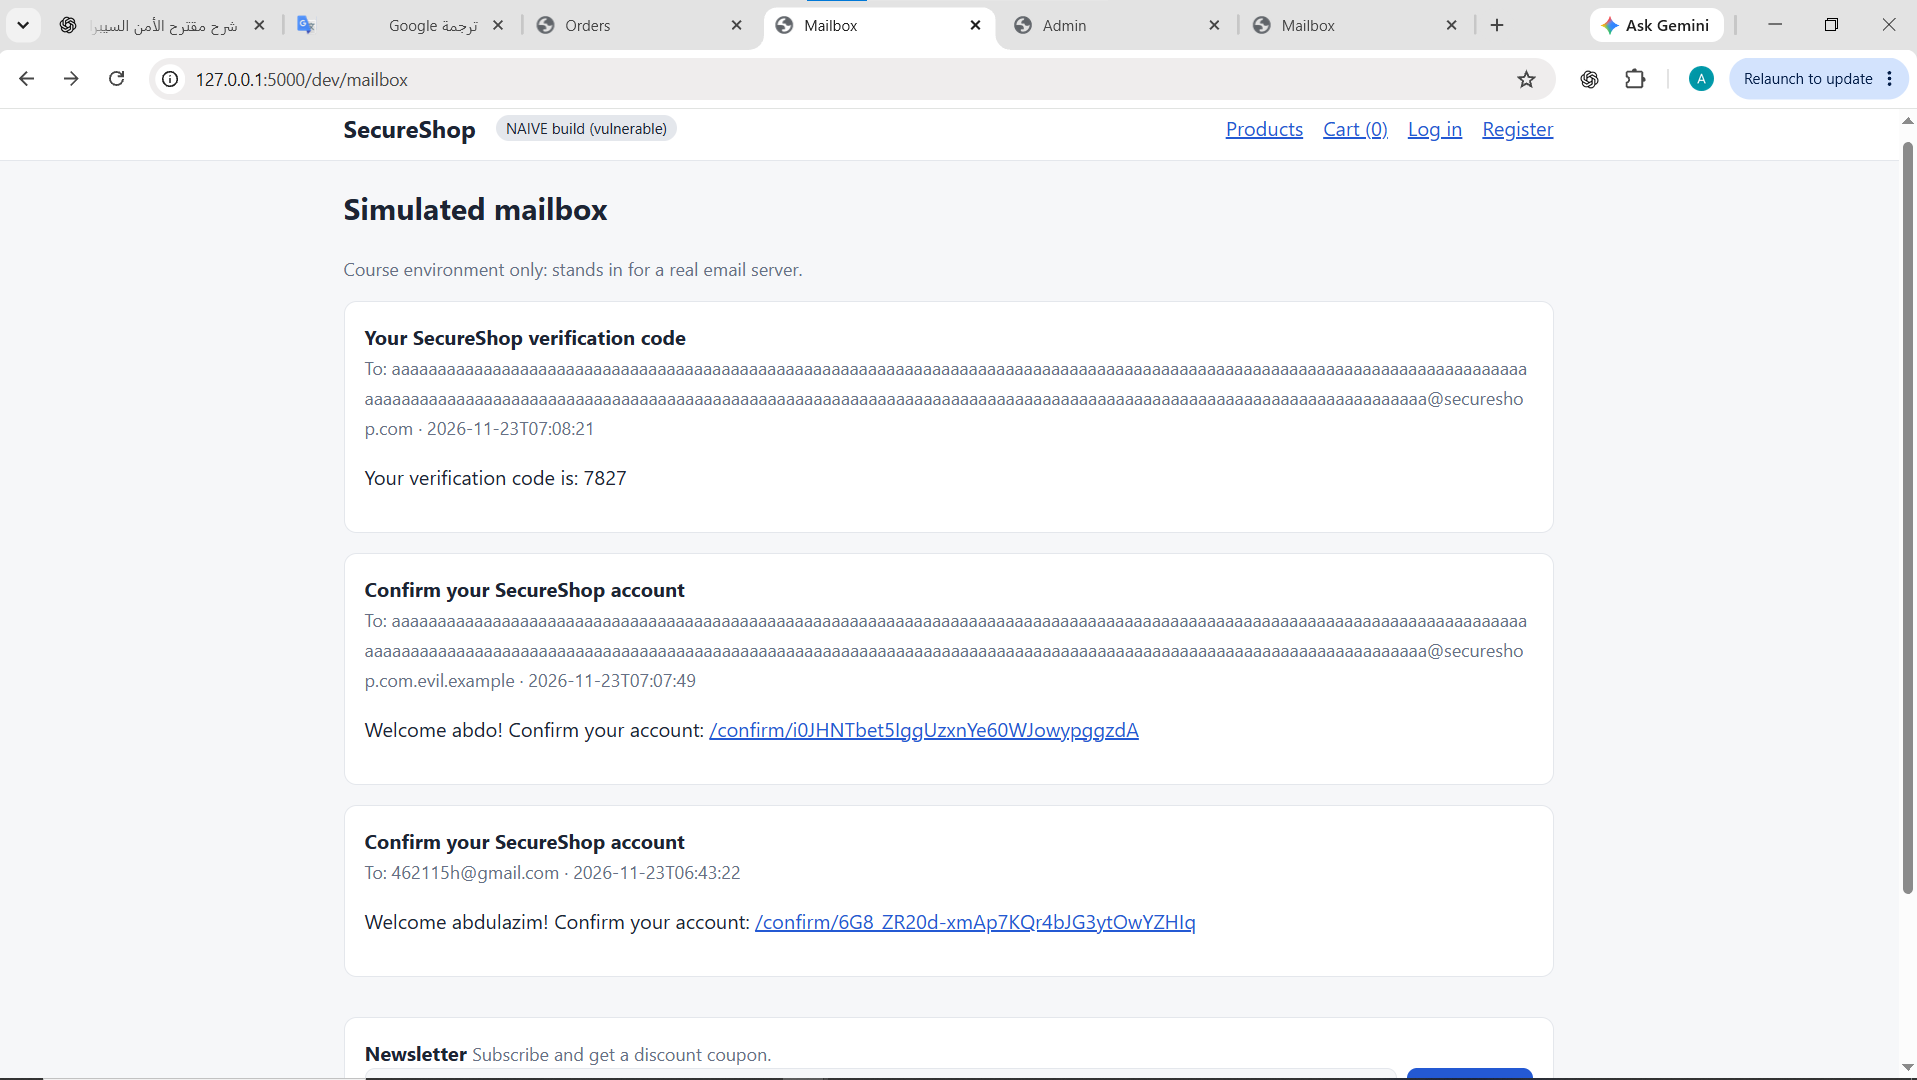 شرح مقترح الأمن السيبر
ترجمة Google
Orders
Mailbox
Admin
Mailbox
Ask Gemini
127.0.0.1:5000/dev/mailbox
A
Relaunch to update
SecureShop
NAIVE build (vulnerable)
Products
Cart (0)
Log in
Register
Simulated mailbox
Course environment only: stands in for a real email server.
Your SecureShop verification code
To: aaaaaaaaaaaaaaaaaaaaaaaaaaaaaaaaaaaaaaaaaaaaaaaaaaaaaaaaaaaaaaaaaaaaaaaaaaaaaaaaaaaaaaaaaaaaaaaaaaaaaaaaaaaaaaaaaaaaaaaaaaaa
aaaaaaaaaaaaaaaaaaaaaaaaaaaaaaaaaaaaaaaaaaaaaaaaaaaaaaaaaaaaaaaaaaaaaaaaaaaaaaaaaaaaaaaaaaaaaaaaaaaaaaaaaaaaaaaaaaaa@securesho
p.com · 2026-11-23T07:08:21
Your verification code is: 7827
Confirm your SecureShop account
To: aaaaaaaaaaaaaaaaaaaaaaaaaaaaaaaaaaaaaaaaaaaaaaaaaaaaaaaaaaaaaaaaaaaaaaaaaaaaaaaaaaaaaaaaaaaaaaaaaaaaaaaaaaaaaaaaaaaaaaaaaaaa
aaaaaaaaaaaaaaaaaaaaaaaaaaaaaaaaaaaaaaaaaaaaaaaaaaaaaaaaaaaaaaaaaaaaaaaaaaaaaaaaaaaaaaaaaaaaaaaaaaaaaaaaaaaaaaaaaaaa@securesho
p.com.evil.example · 2026-11-23T07:07:49
Welcome abdo! Confirm your account: /confirm/i0JHNTbet5IggUzxnYe60WJowypggzdA
Confirm your SecureShop account
To: 462115h@gmail.com · 2026-11-23T06:43:22
Welcome abdulazim! Confirm your account: /confirm/6G8_ZR20d-xmAp7KQr4bJG3ytOwYZHIq
Newsletter Subscribe and get a discount coupon.